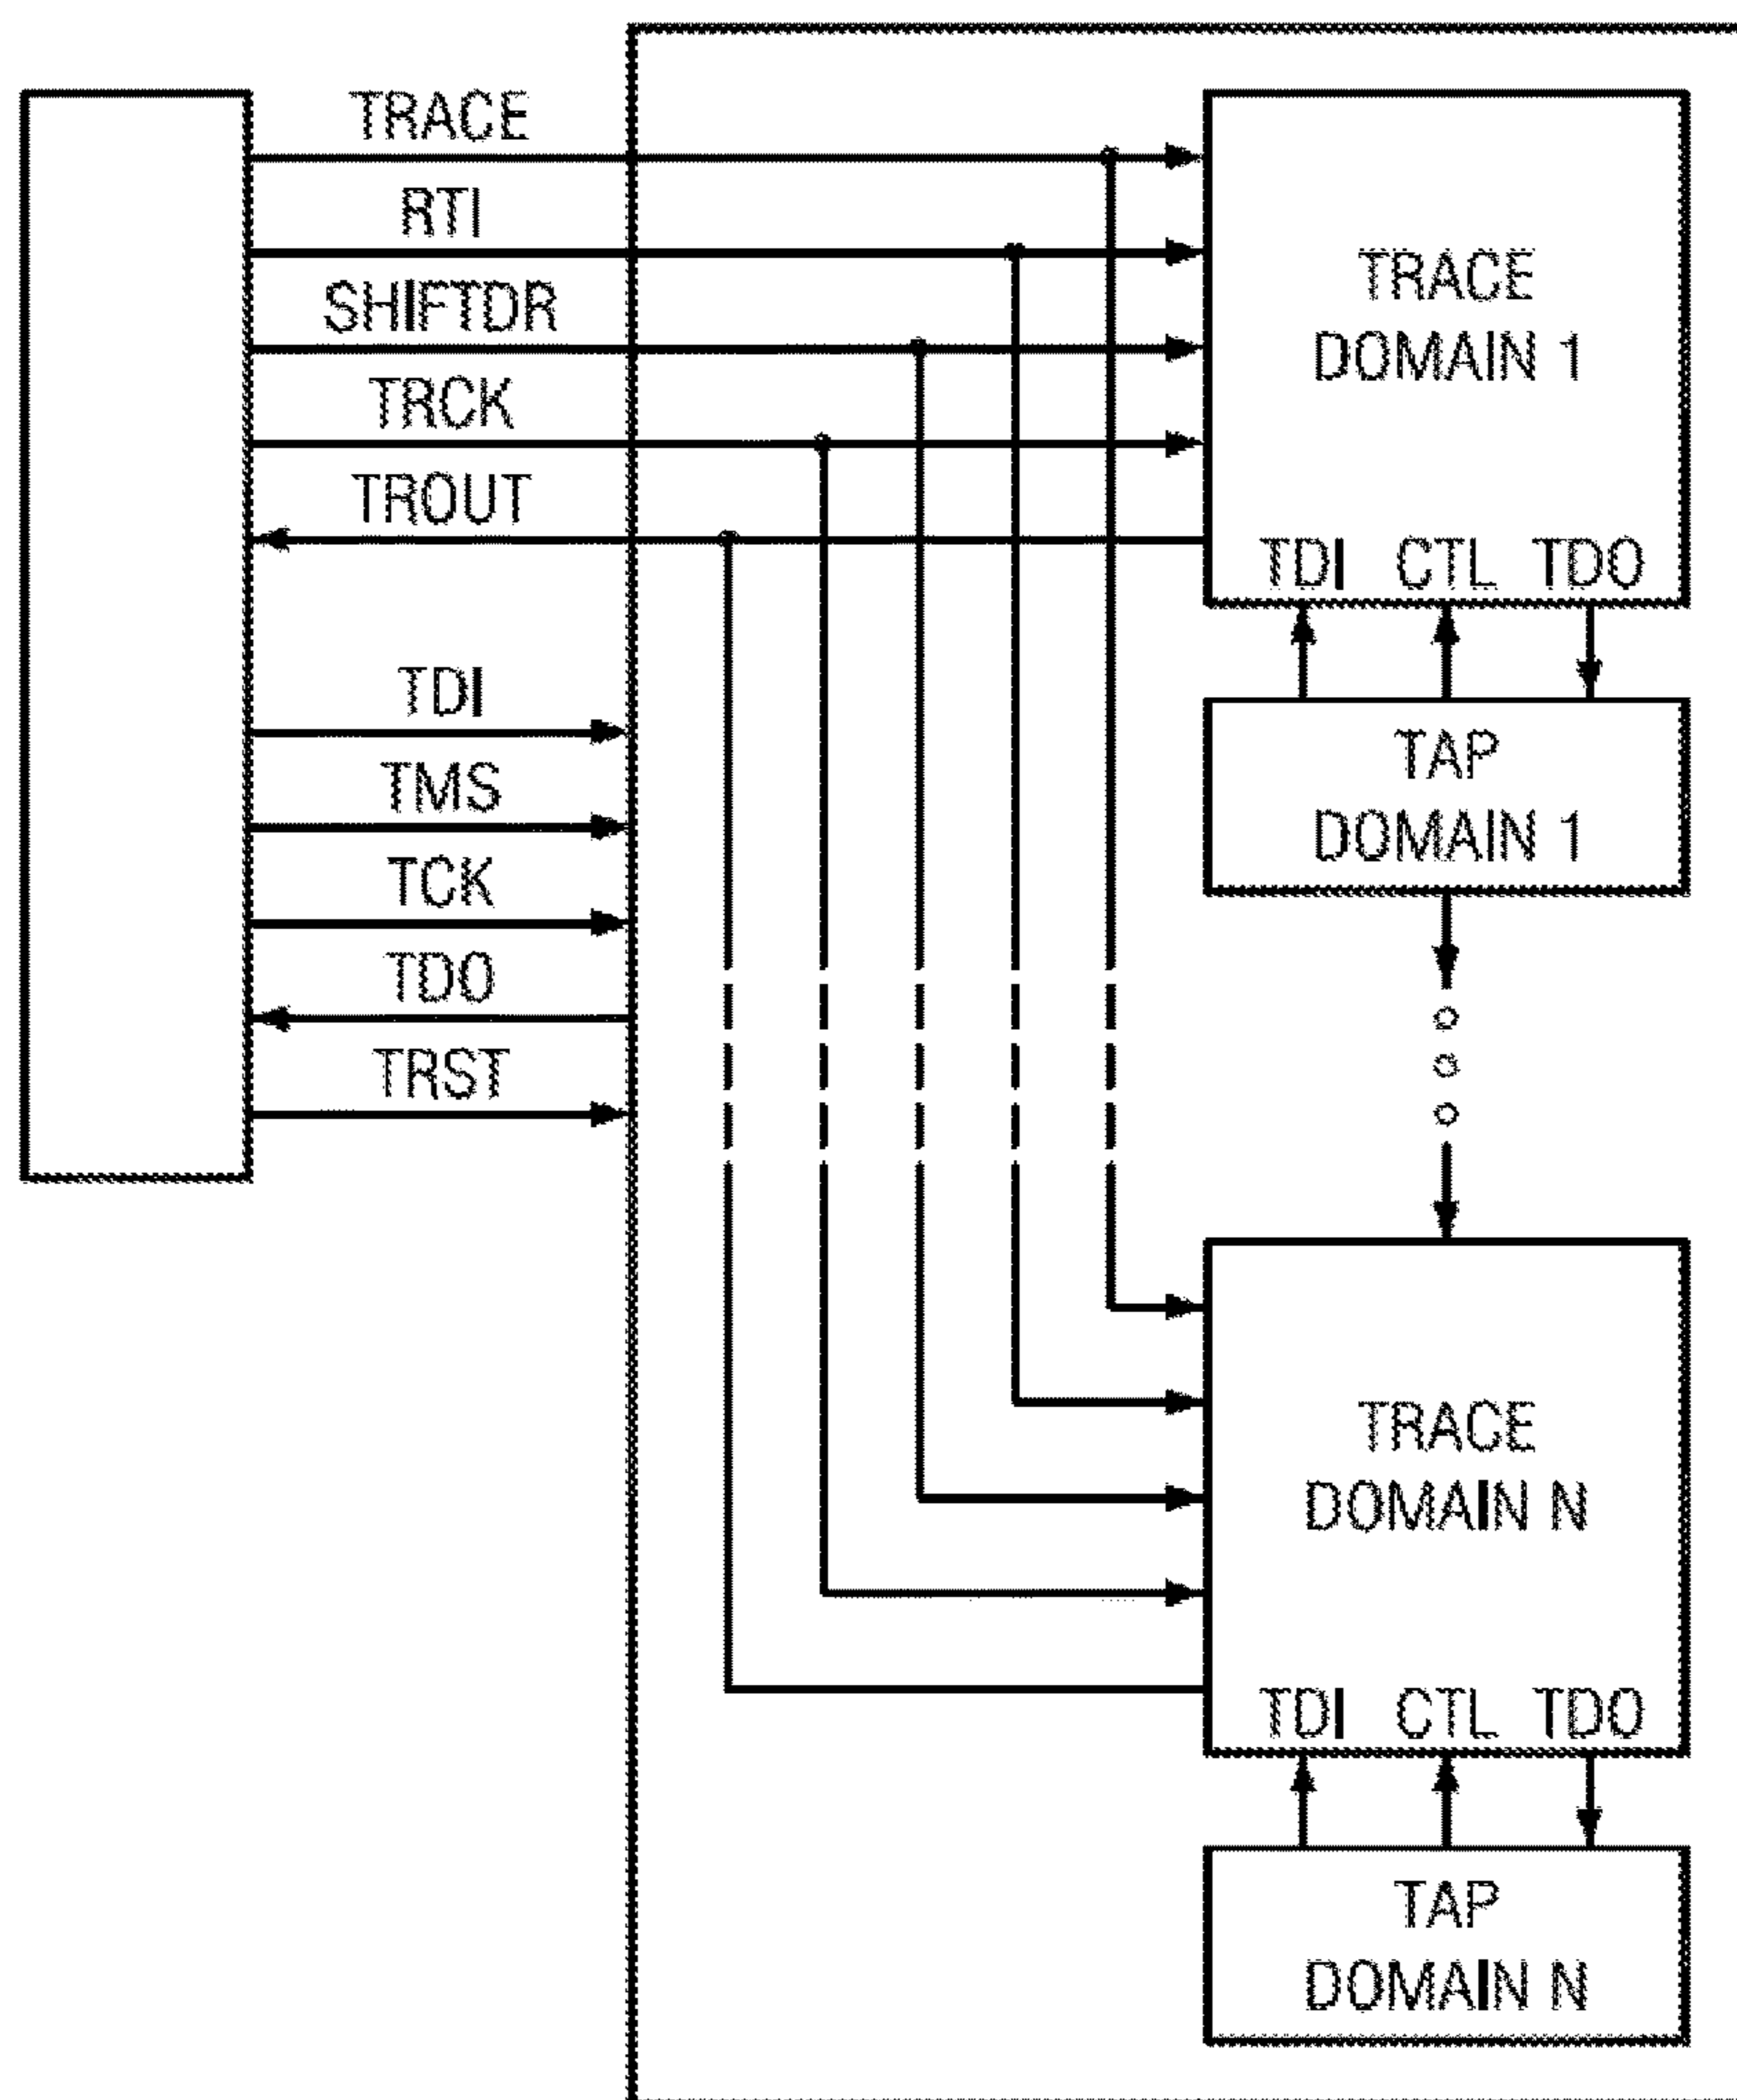 TRACE
RTI
SHIFTDR
TRCK
TROUT
TDI
TMS
TCK
TDO
TRST
TRACE
DOMAIN 1
TDI CTL TDO
TAP
DOMAIN 1
TRACE
DOMAIN N
TDI CTL TDO
TAP
DOMAIN N